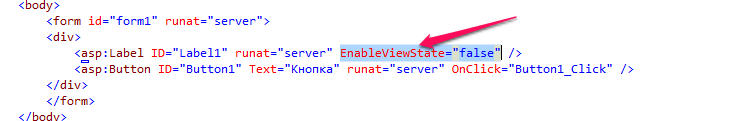 <body>
<form id="form1" runat="server">
<div>
<asp:Label ID="Label1" runat="server" EnableViewState="false" />
<asp:Button ID="Button1" Text="Кнопка" runat="server" OnClick="Button1_Click" />
</div>
</form>
</body>